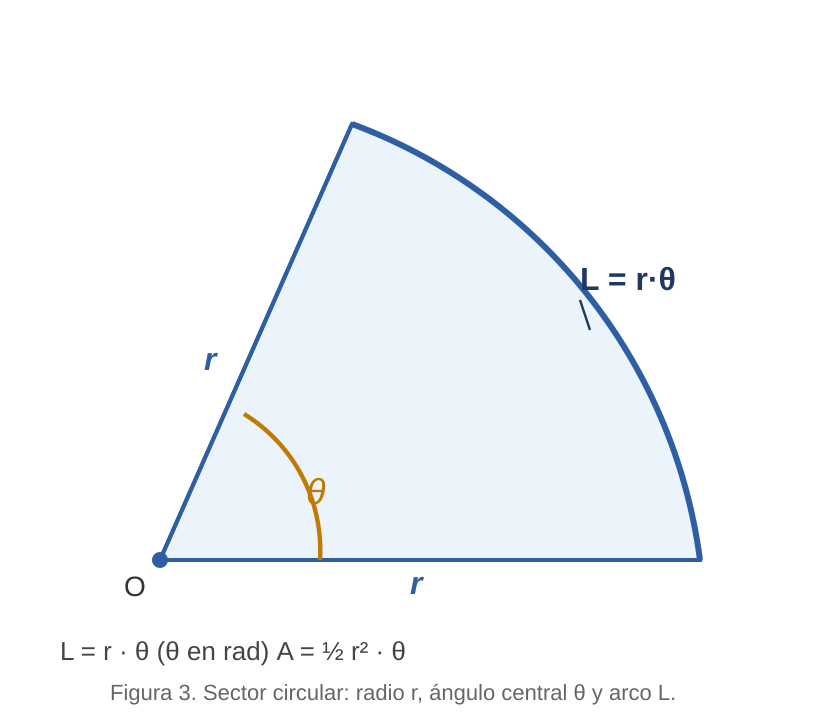 L = r·θ
r
θ
O
r
L = r · θ (θ en rad) A = ½ r² · θ
Figura 3. Sector circular: radio r, ángulo central θ y arco L.